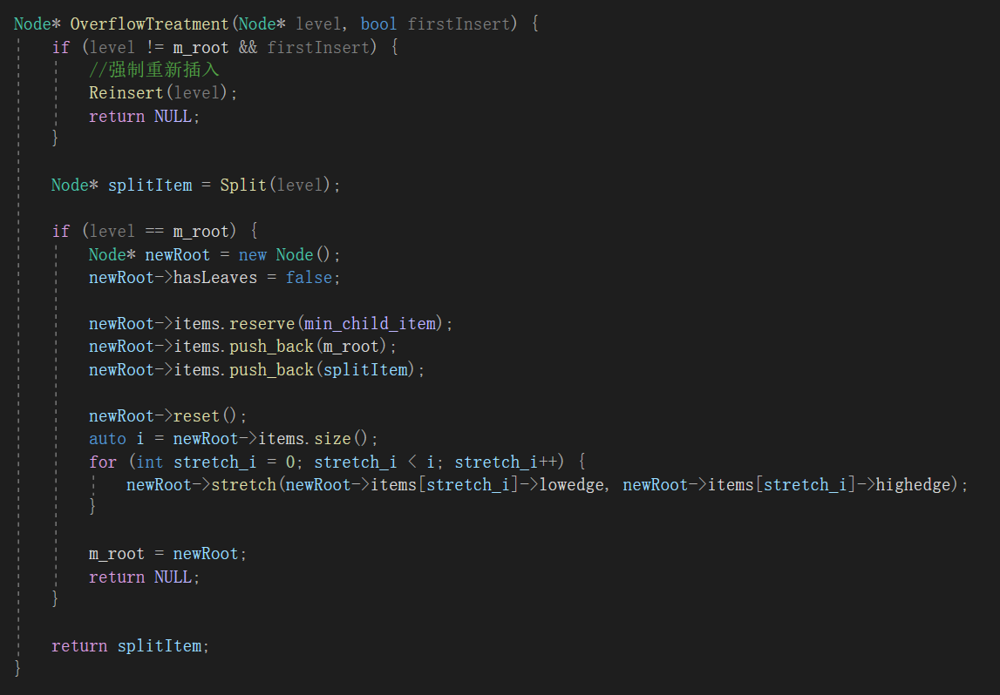 Node* OverflowTreatment(Node* level, bool firstInsert) {
if (level != m_root && firstInsert) {
//强制重新插入
Reinsert(level);
return NULL;
}
Node* splitItem = Split(level);
if (level == m_root) {
Node* newRoot = new Node();
newRoot->hasLeaves = false;
newRoot->items.reserve(min_child_item);
newRoot->items.push_back(m_root);
newRoot->items.push_back(splitItem);
newRoot->reset();
auto i = newRoot->items.size();
for (int stretch_i = 0; stretch_i < i; stretch_i++) {
newRoot->stretch(newRoot->items[stretch_i]->lowedge, newRoot->items[stretch_i]->highedge);
}
m_root = newRoot;
return NULL;
}
return splitItem;
}